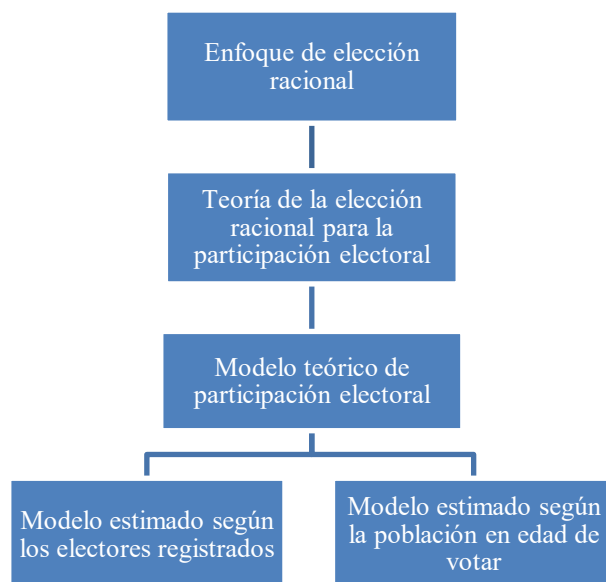 Enfoque de elección
racional
Teoría de la elección
racional para la
participación electoral
Modelo teórico de
participación electoral
Modelo estimado según
los electores registrados
Modelo estimado según
la población en edad de
votar